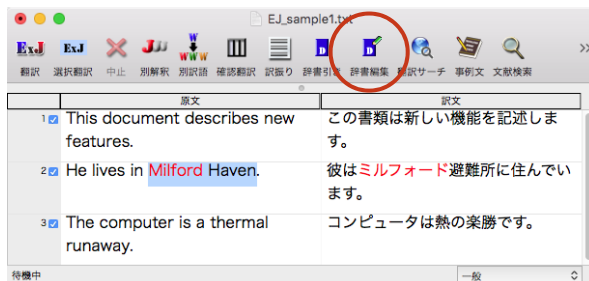 EJ_sample1.txt
ExJ ExJ W WWW
翻訳 選択翻訳 中止 別解釈 別訳語 確認翻訳 訳振り 辞書引き 辞書編集 翻訳サーチ 事例文 文献検索
原文 訳文
1 This document describes new features.
この書類は新しい機能を記述します。
2 He lives in Milford Haven.
彼はミルフォード避難所に住んでいます。
3 The computer is a thermal runaway.
コンピュータは熱の楽勝です。
待機中 一般